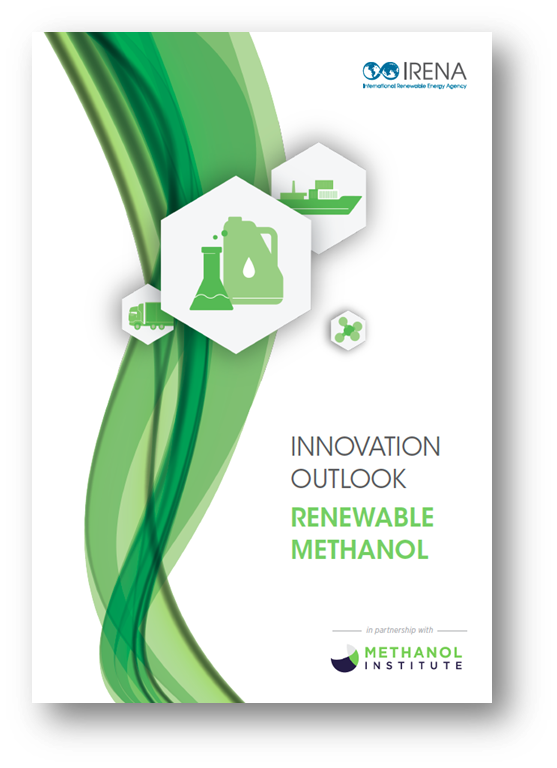 IRENA
International Renewable Energy Agency
INNOVATION
OUTLOOK
RENEWABLE
METHANOL
in partnership with
METHANOL
INSTITUTE